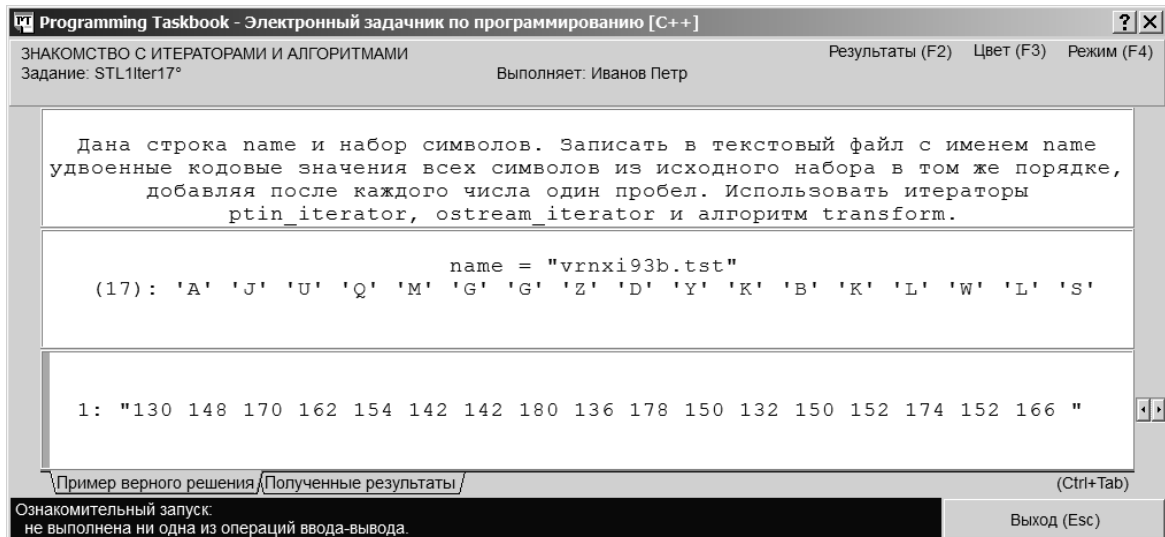 Programming Taskbook - Электронный задачник по программированию [C++]
ЗНАКОМСТВО С ИТЕРАТОРАМИ И АЛГОРИТМАМИ
Результаты (F2) Цвет (F3) Режим (F4)
Задание: STL1Iter17° Выполняет: Иванов Петр
Дана строка name и набор символов. Записать в текстовый файл с именем name
удвоенные кодовые значения всех символов из исходного набора в том же порядке,
добавляя после каждого числа один пробел. Использовать итераторы
ptin_iterator, ostream_iterator и алгоритм transform.
name = "vrnxi93b.tst"
(17): 'A' 'J' 'U' 'Q' 'M' 'G' 'G' 'Z' 'D' 'Y' 'K' 'B' 'K' 'L' 'W' 'L' 'S'
1: "130 148 170 162 154 142 142 180 136 178 150 132 150 152 174 152 166 "
Пример верного решения Полученные результаты (Ctrl+Tab)
Ознакомительный запуск:
не выполнена ни одна из операций ввода-вывода.
Выход (Esc)